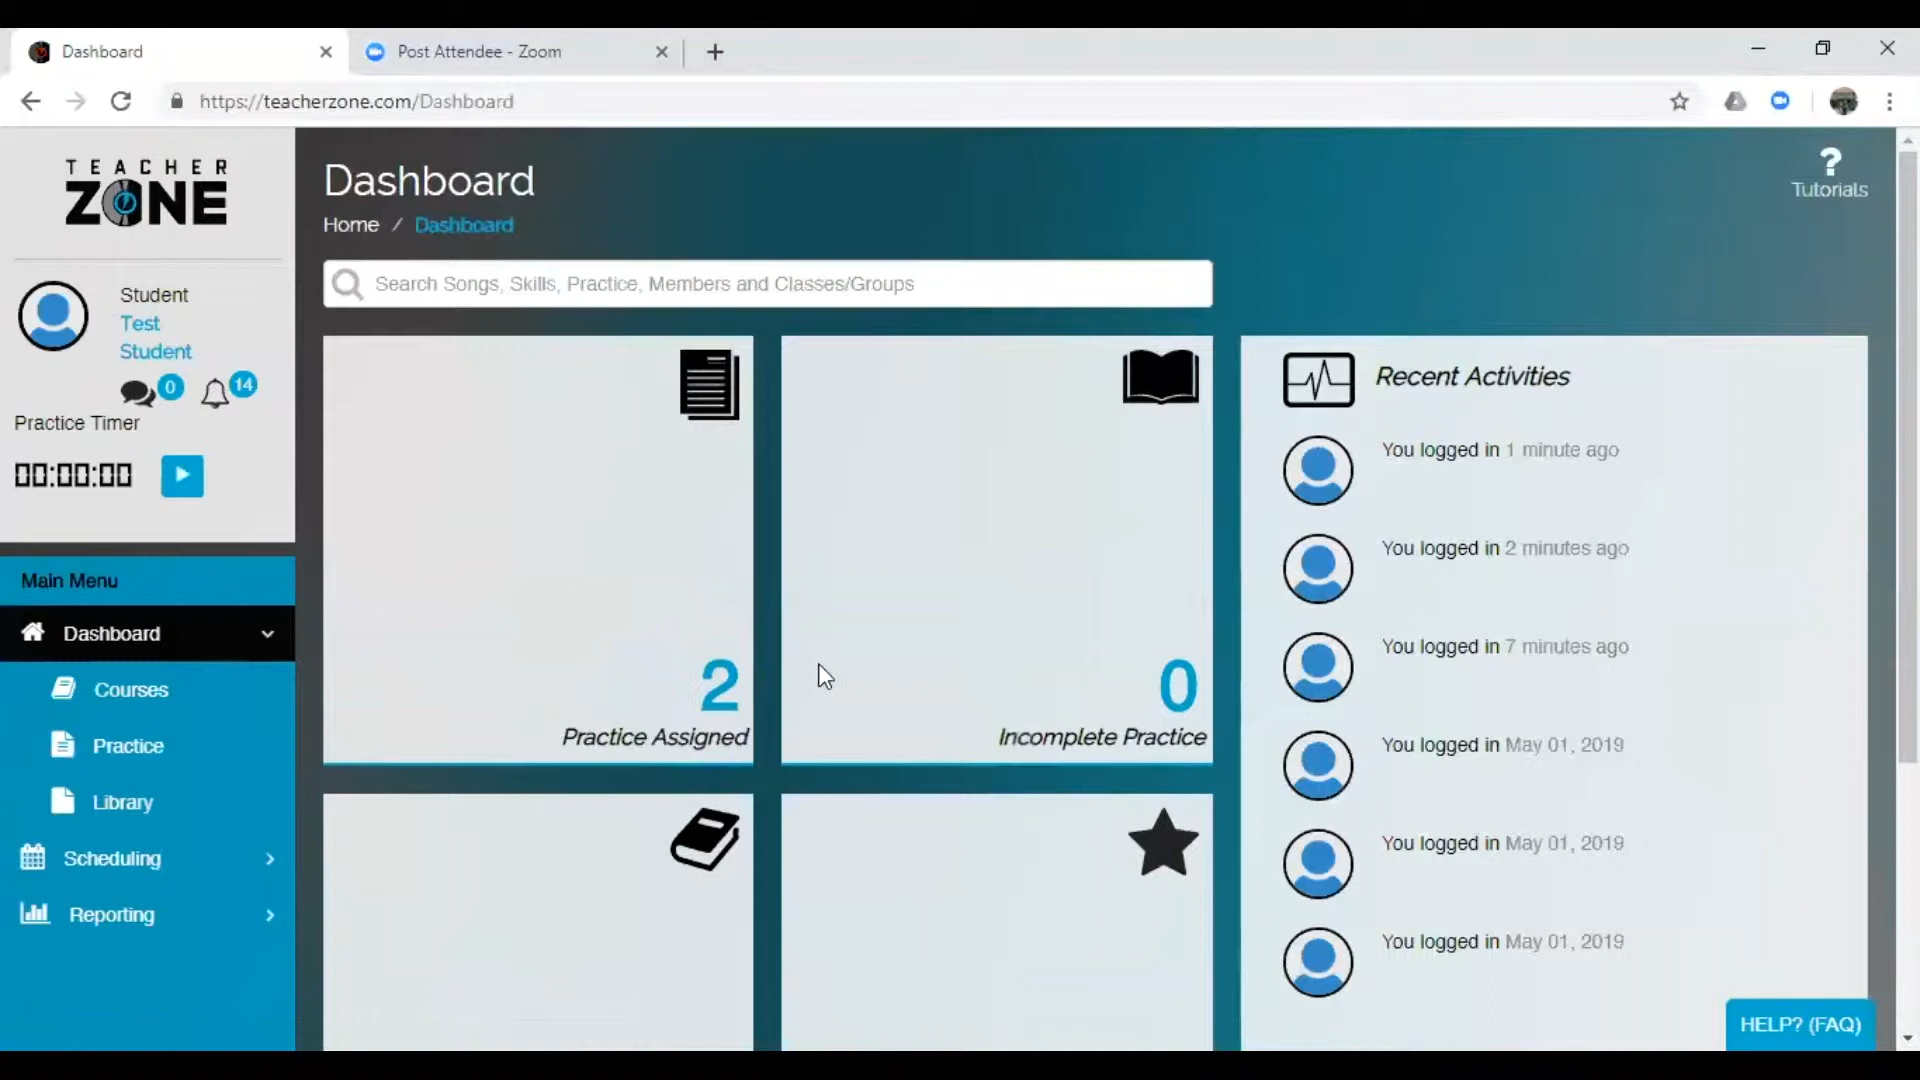 Dashboard
Post Attendee - Zoom
https://teacherzone.com/Dashboard
TEACHER
ZONE
Student
Test
Student
0
14
Practice Timer
00:00:00
Main Menu
Dashboard
Courses
Practice
Library
Scheduling
Reporting
Dashboard
Home / Dashboard
?
Tutorials
Search Songs, Skills, Practice, Members and Classes/Groups
2
Practice Assigned
0
Incomplete Practice
Recent Activities
You logged in 1 minute ago
You logged in 2 minutes ago
You logged in 7 minutes ago
You logged in May 01, 2019
You logged in May 01, 2019
You logged in May 01, 2019
HELP? (FAQ)